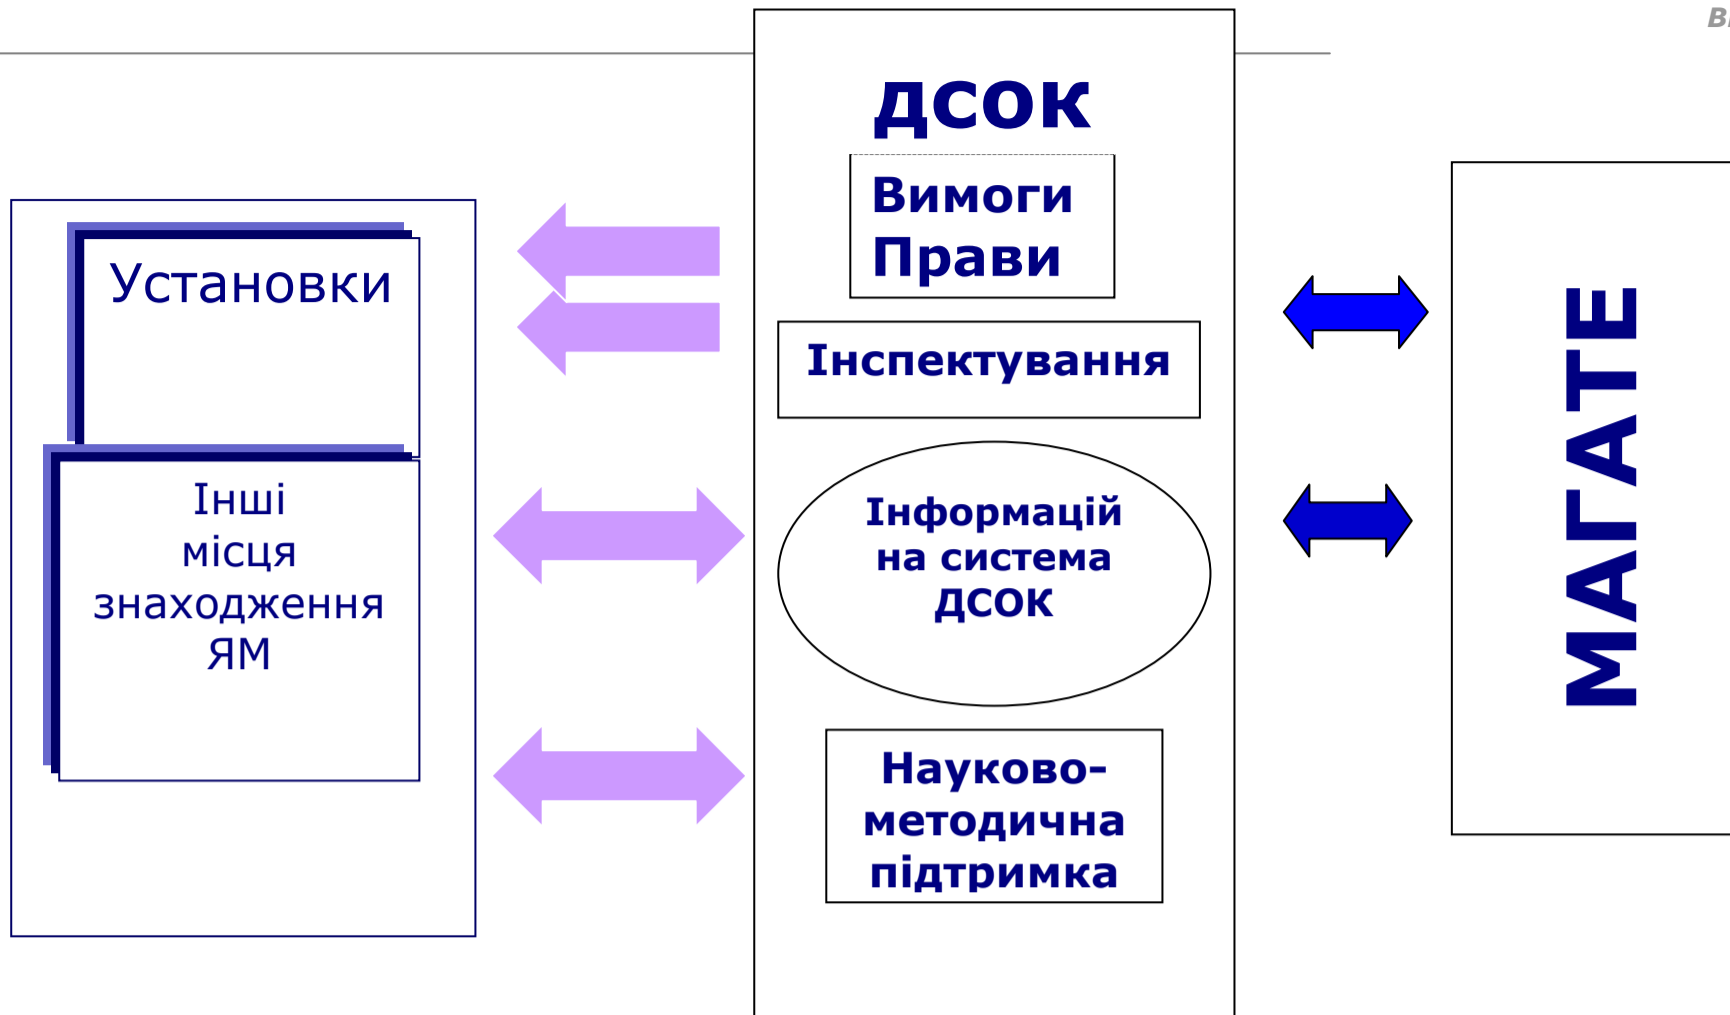 ДСОК
Вимоги
Прави
Установки
Інспектування
Інші
місця
знаходження
ЯМ
Інформацій
на система
ДСОК
Науково-
методична
підтримка
МАГАТЕ